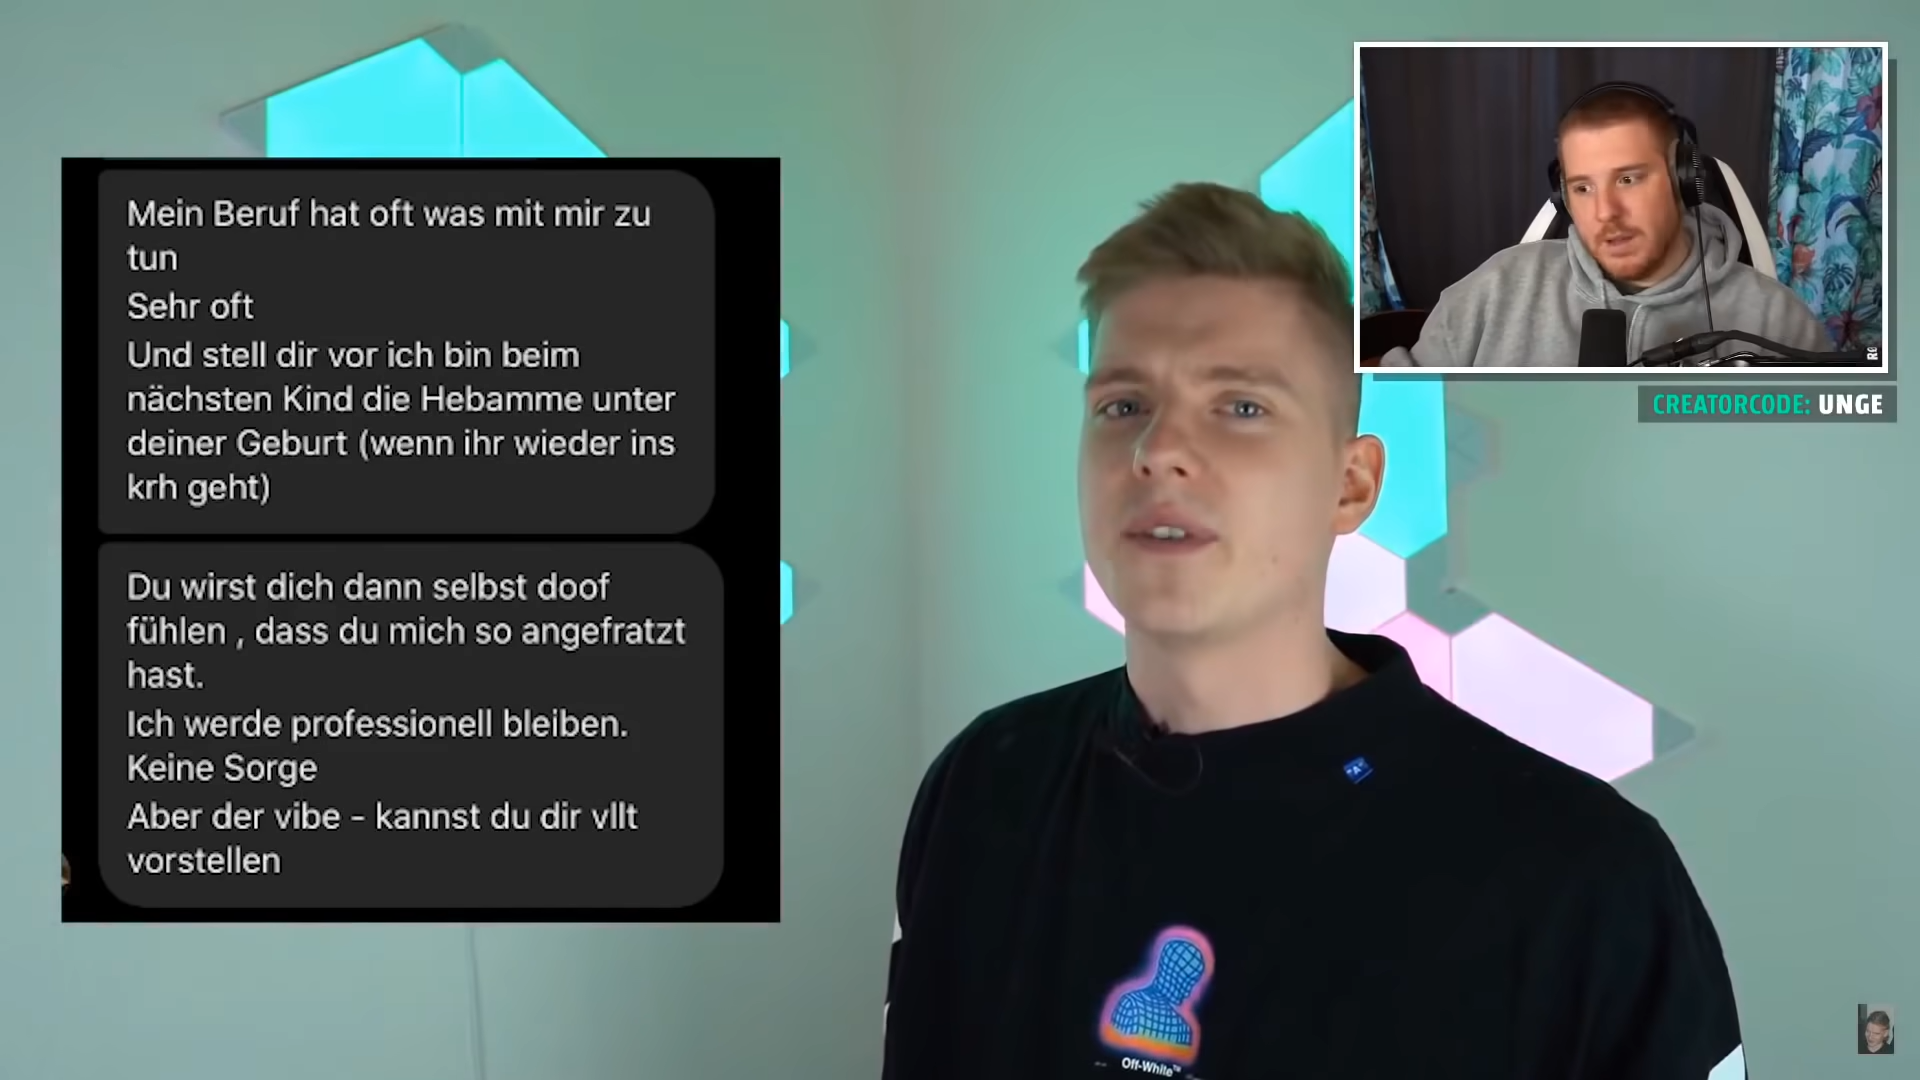 Mein Beruf hat oft was mit mir zu
tun
Sehr oft
Und stell dir vor ich bin beim
nächsten Kind die Hebamme unter
deiner Geburt (wenn ihr wieder ins
krh geht)
Du wirst dich dann selbst doof
fühlen , dass du mich so angefratzt
hast.
Ich werde professionell bleiben.
Keine Sorge
Aber der vibe - kannst du dir vllt
vorstellen
CREATORCODE: UNGE
"A"
Off-White™